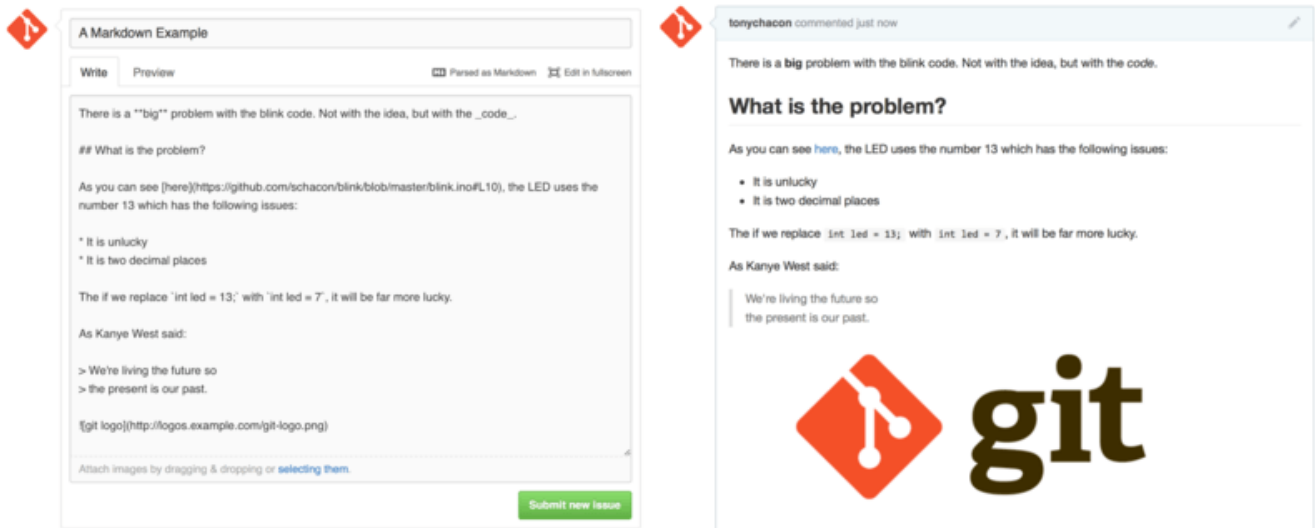 A Markdown Example
Write Preview Parsed as Markdown Edit in fullscreen
There is a **big** problem with the blink code. Not with the idea, but with the _code_.
## What is the problem?
As you can see [here](https://github.com/schacon/blink/blob/master/blink.ino#L10), the LED uses the
number 13 which has the following issues:
* It is unlucky
* It is two decimal places
The if we replace `int led = 13;` with `int led = 7`, it will be far more lucky.
As Kanye West said:
> We're living the future so
> the present is our past.
![git logo](http://logos.example.com/git-logo.png)
Attach images by dragging & dropping or selecting them.
Submit new issue
tonychacon commented just now
There is a big problem with the blink code. Not with the idea, but with the code.
What is the problem?
As you can see here, the LED uses the number 13 which has the following issues:
• It is unlucky
• It is two decimal places
The if we replace int led = 13; with int led = 7 , it will be far more lucky.
As Kanye West said:
We're living the future so
the present is our past.
git